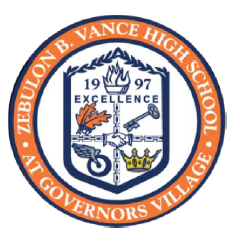 ZEBULON B. VANCE HIGH SCHOOL
19 97
EXCELLENCE
AT GOVERNORS VILLAGE